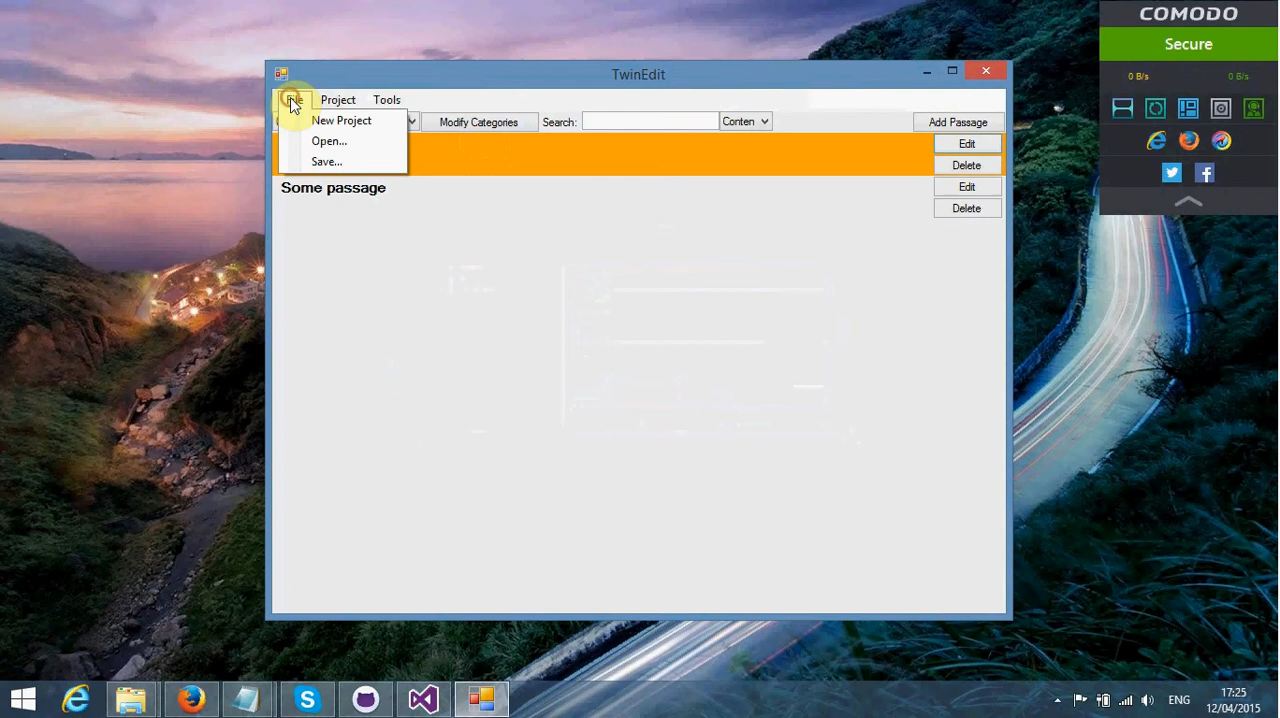 COMODO
Secure
0 B/s 0 B/s
TwinEdit
Project Tools
New Project
Open...
Save...
Modify Categories Search: Conten Add Passage
Edit
Delete
Some passage Edit
Delete
17:25
ENG
12/04/2015